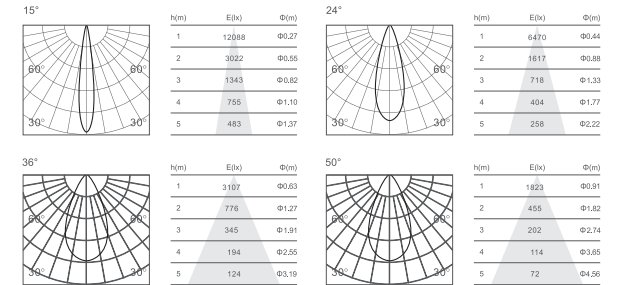 15°
h(m) E(lx) Φ(m)
1 12088 Φ0.27
2 3022 Φ0.55
3 1343 Φ0.82
4 755 Φ1.10
5 483 Φ1.37
60° 60°
30° 30°
24°
h(m) E(lx) Φ(m)
1 6470 Φ0.44
2 1617 Φ0.88
3 718 Φ1.33
4 404 Φ1.77
5 258 Φ2.22
60° 60°
30° 30°
36°
h(m) E(lx) Φ(m)
1 3107 Φ0.63
2 776 Φ1.27
3 345 Φ1.91
4 194 Φ2,55
5 124 Φ3,19
60° 60°
30° 30°
50°
h(m) E(lx) Φ(m)
1 1823 Φ0.91
2 455 Φ1.82
3 202 Φ2.74
4 114 Φ3,65
5 72 Φ4,56
60° 60°
30° 30°